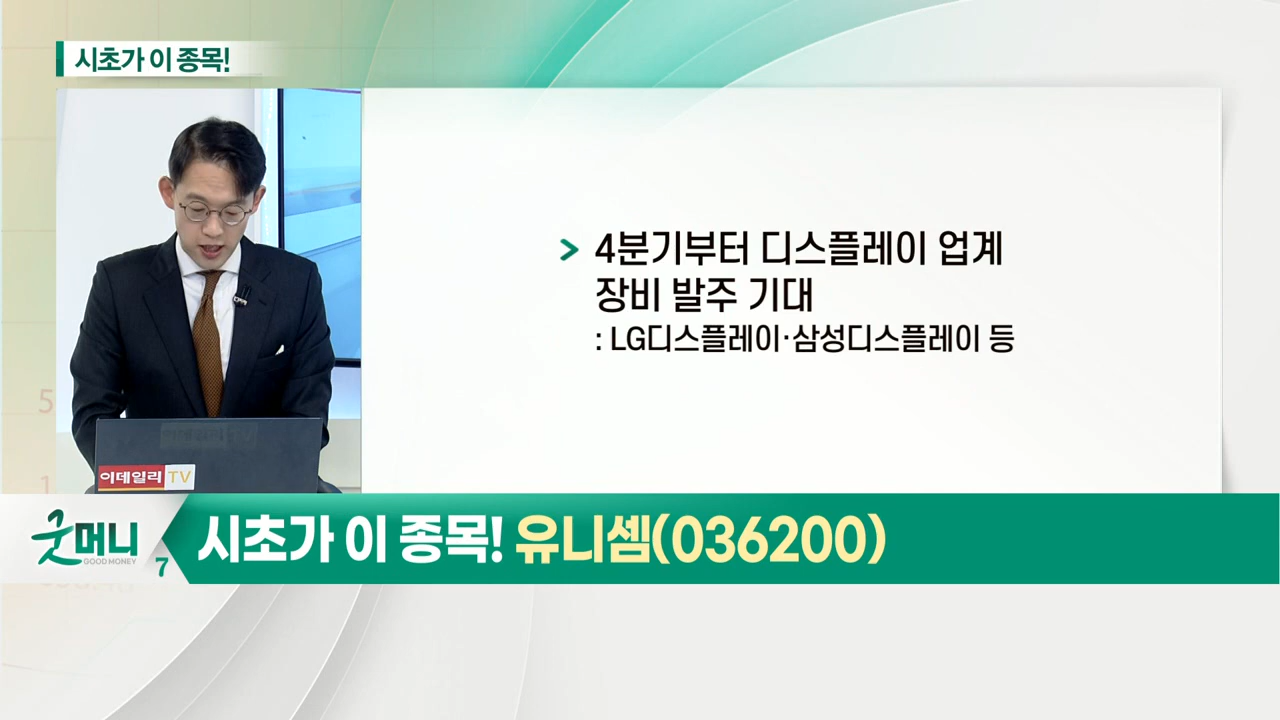 시초가 이 종목!
4분기부터 디스플레이 업계
장비 발주 기대
: LG디스플레이·삼성디스플레이 등
5
1
이데일리 TV
굿머니
GOOD MONEY
7
시초가 이 종목! 유니셈(036200)